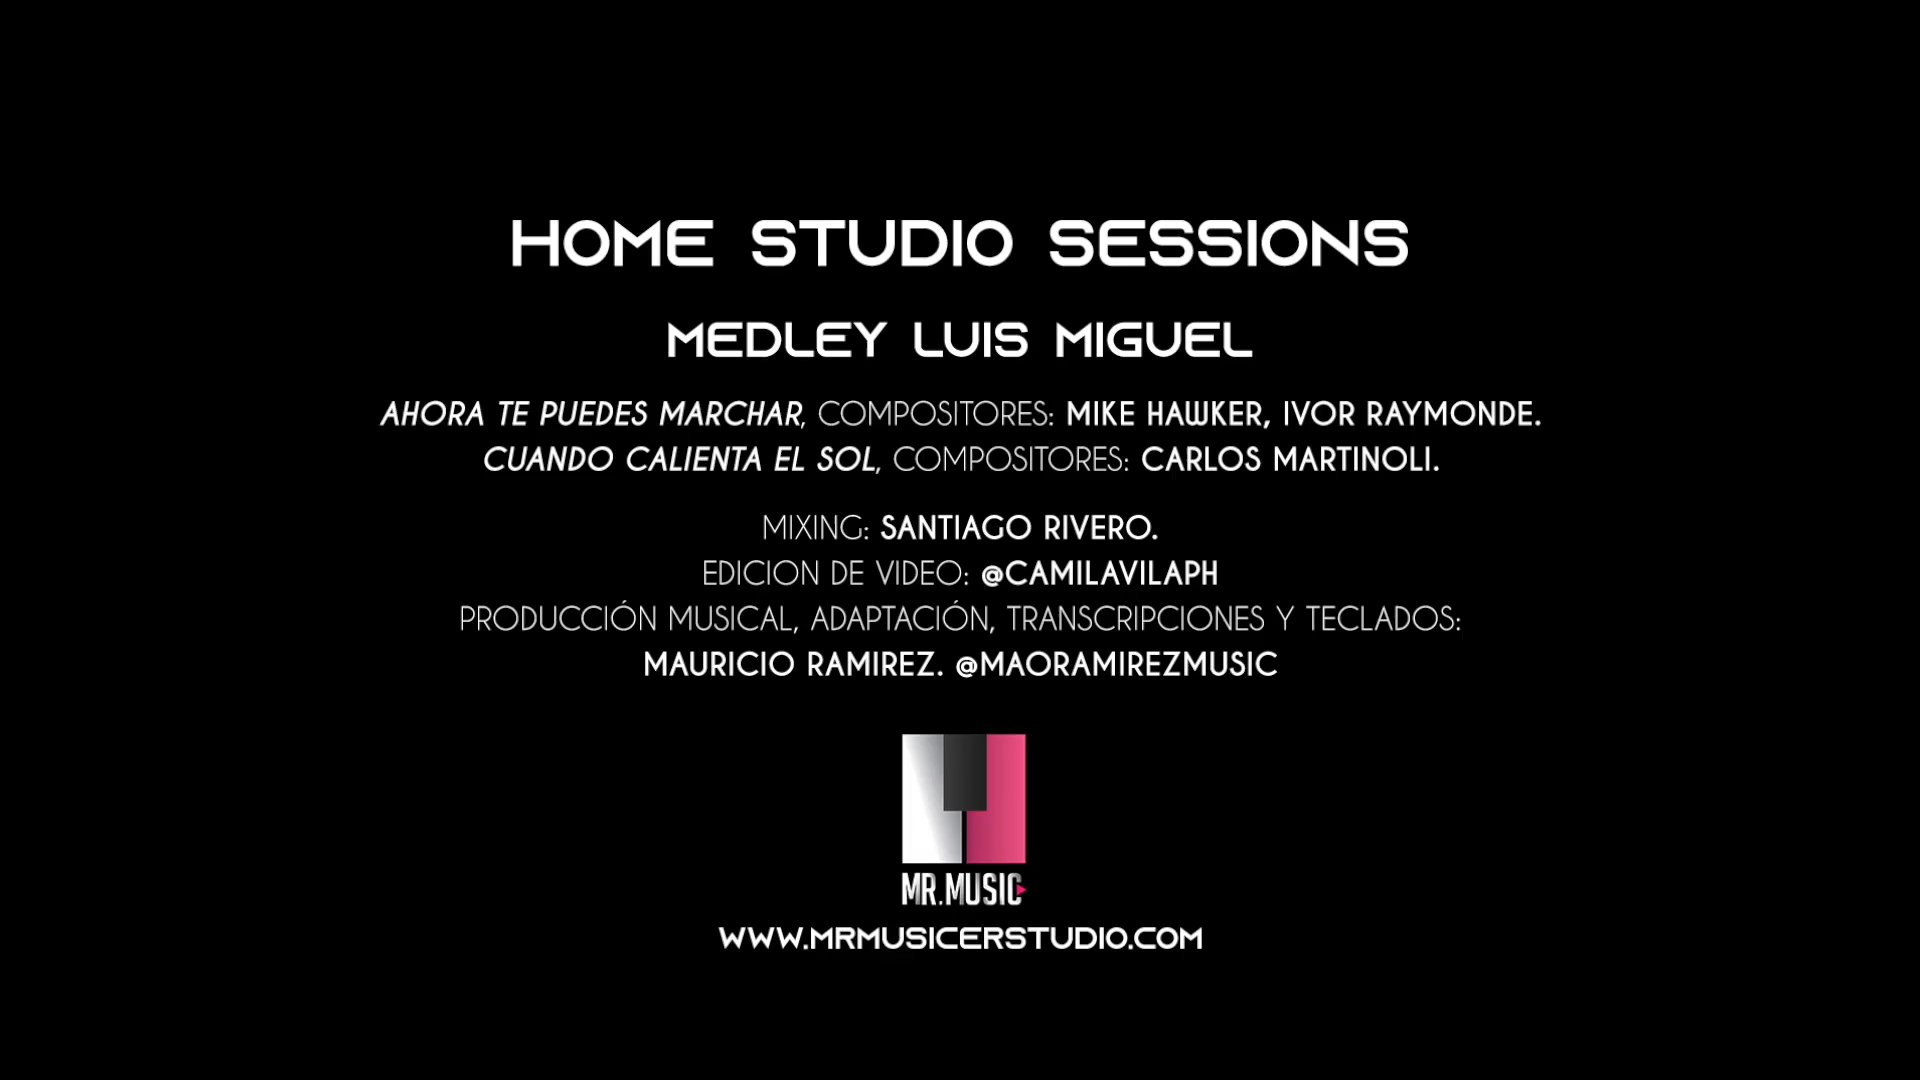 HOME STUDIO SESSIONS
MEDLEY LUIS MIGUEL
AHORA TE PUEDES MARCHAR, COMPOSITORES: MIKE HAWKER, IVOR RAYMONDE.
CUANDO CALIENTA EL SOL, COMPOSITORES: CARLOS MARTINOLI.
MIXING: SANTIAGO RIVERO.
EDICION DE VIDEO: @CAMILAVILAPH
PRODUCCIÓN MUSICAL, ADAPTACIÓN, TRANSCRIPCIONES Y TECLADOS:
MAURICIO RAMIREZ. @MAORAMIREZMUSIC
MR.MUSIC
WWW.MRMUSICERSTUDIO.COM